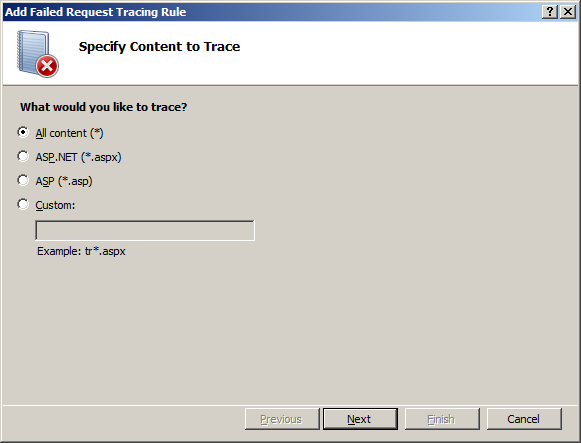 Add Failed Request Tracing Rule
Specify Content to Trace
What would you like to trace?
All content (*)
ASP.NET (*.aspx)
ASP (*.asp)
Custom:
Example: tr*.aspx
Previous Next Finish Cancel